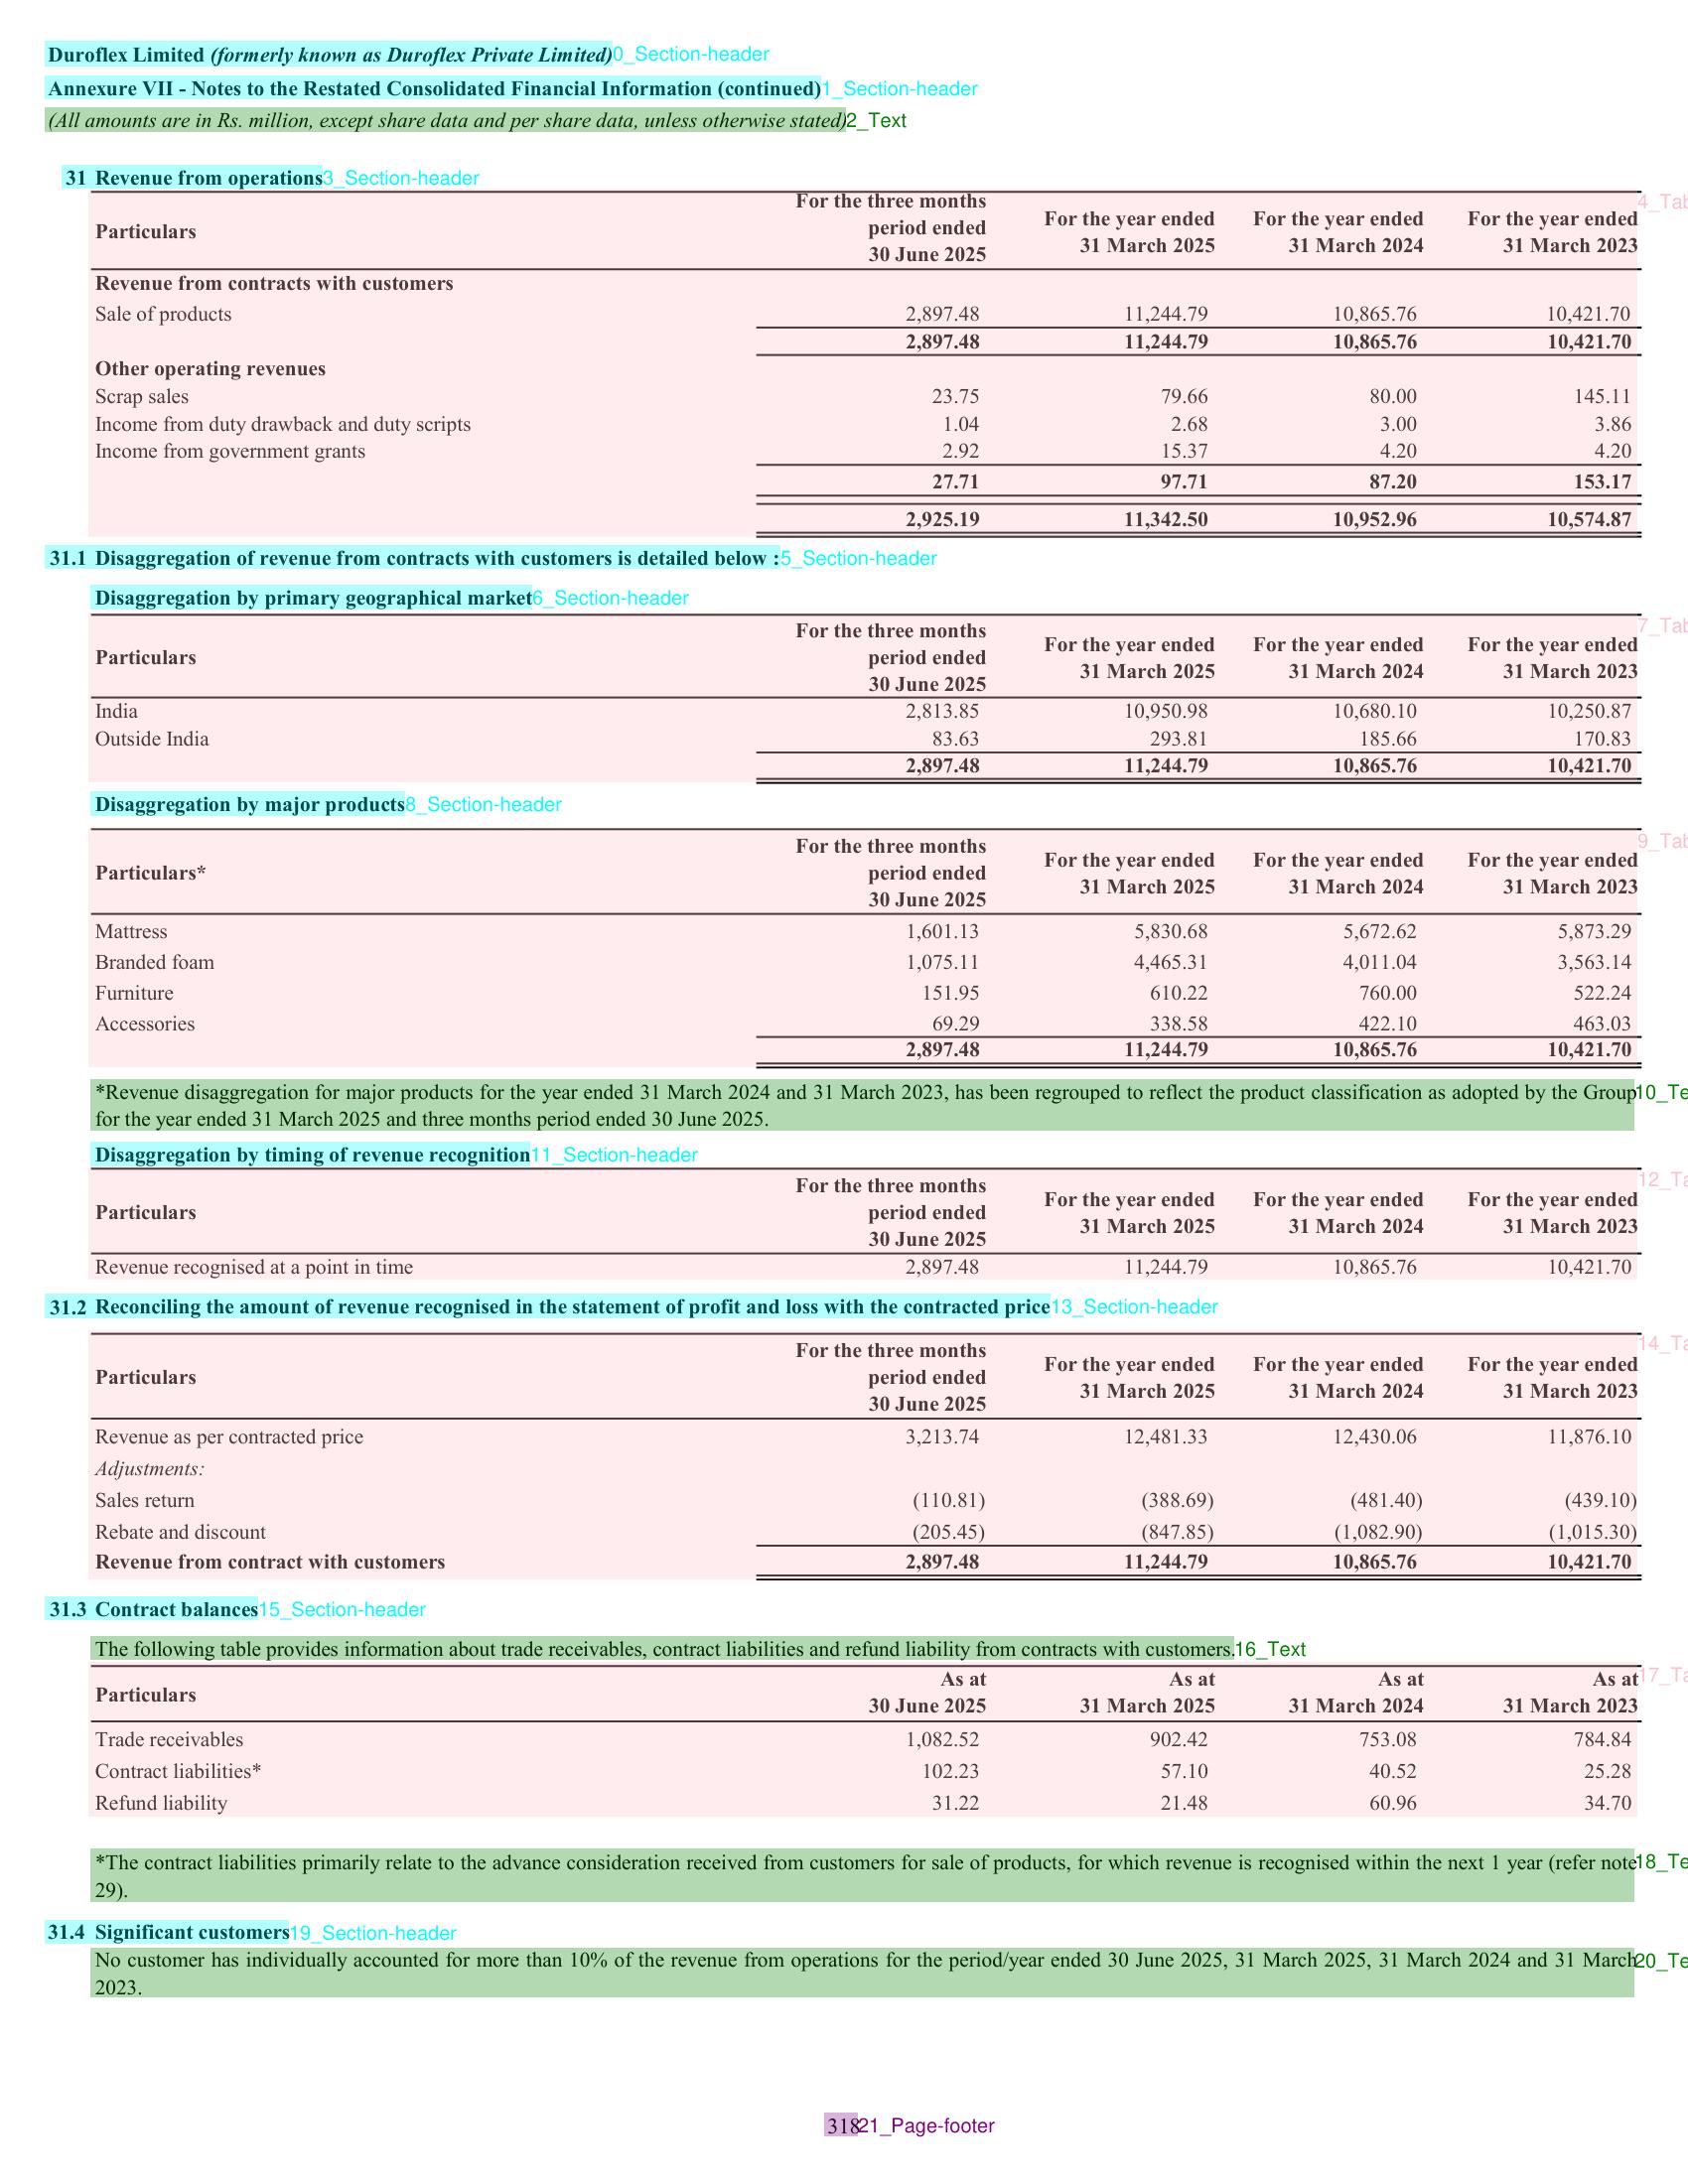 Duroflex Limited (formerly known as Duroflex Private Limited)0_Section-header
Annexure VII - Notes to the Restated Consolidated Financial Information (continued)1_Section-header
(All amounts are in Rs. million, except share data and per share data, unless otherwise stated)2_Text
31 Revenue from operations3_Section-header
Particulars For the three months period ended 30 June 2025 For the year ended 31 March 2025 For the year ended 31 March 2024 For the year ended 31 March 2023 4_Tab
Revenue from contracts with customers
Sale of products 2,897.48 11,244.79 10,865.76 10,421.70
2,897.48 11,244.79 10,865.76 10,421.70
Other operating revenues
Scrap sales 23.75 79.66 80.00 145.11
Income from duty drawback and duty scripts 1.04 2.68 3.00 3.86
Income from government grants 2.92 15.37 4.20 4.20
27.71 97.71 87.20 153.17
2,925.19 11,342.50 10,952.96 10,574.87
31.1 Disaggregation of revenue from contracts with customers is detailed below :5_Section-header
Disaggregation by primary geographical market6_Section-header
Particulars For the three months period ended 30 June 2025 For the year ended 31 March 2025 For the year ended 31 March 2024 For the year ended 31 March 2023 7_Tab
India 2,813.85 10,950.98 10,680.10 10,250.87
Outside India 83.63 293.81 185.66 170.83
2,897.48 11,244.79 10,865.76 10,421.70
Disaggregation by major products8_Section-header
Particulars* For the three months period ended 30 June 2025 For the year ended 31 March 2025 For the year ended 31 March 2024 For the year ended 31 March 2023 9_Tab
Mattress 1,601.13 5,830.68 5,672.62 5,873.29
Branded foam 1,075.11 4,465.31 4,011.04 3,563.14
Furniture 151.95 610.22 760.00 522.24
Accessories 69.29 338.58 422.10 463.03
2,897.48 11,244.79 10,865.76 10,421.70
*Revenue disaggregation for major products for the year ended 31 March 2024 and 31 March 2023, has been regrouped to reflect the product classification as adopted by the Group10_Te
for the year ended 31 March 2025 and three months period ended 30 June 2025.
Disaggregation by timing of revenue recognition11_Section-header
Particulars For the three months period ended 30 June 2025 For the year ended 31 March 2025 For the year ended 31 March 2024 For the year ended 31 March 2023 12_Ta
Revenue recognised at a point in time 2,897.48 11,244.79 10,865.76 10,421.70
31.2 Reconciling the amount of revenue recognised in the statement of profit and loss with the contracted price13_Section-header
Particulars For the three months period ended 30 June 2025 For the year ended 31 March 2025 For the year ended 31 March 2024 For the year ended 31 March 2023 14_Ta
Revenue as per contracted price 3,213.74 12,481.33 12,430.06 11,876.10
Adjustments:
Sales return (110.81) (388.69) (481.40) (439.10)
Rebate and discount (205.45) (847.85) (1,082.90) (1,015.30)
Revenue from contract with customers 2,897.48 11,244.79 10,865.76 10,421.70
31.3 Contract balances15_Section-header
The following table provides information about trade receivables, contract liabilities and refund liability from contracts with customers.16_Text
Particulars As at 30 June 2025 As at 31 March 2025 As at 31 March 2024 As at 31 March 2023 17_Ta
Trade receivables 1,082.52 902.42 753.08 784.84
Contract liabilities* 102.23 57.10 40.52 25.28
Refund liability 31.22 21.48 60.96 34.70
*The contract liabilities primarily relate to the advance consideration received from customers for sale of products, for which revenue is recognised within the next 1 year (refer note18_Te
29).
31.4 Significant customers19_Section-header
No customer has individually accounted for more than 10% of the revenue from operations for the period/year ended 30 June 2025, 31 March 2025, 31 March 2024 and 31 March20_Te
2023.
318 21_Page-footer